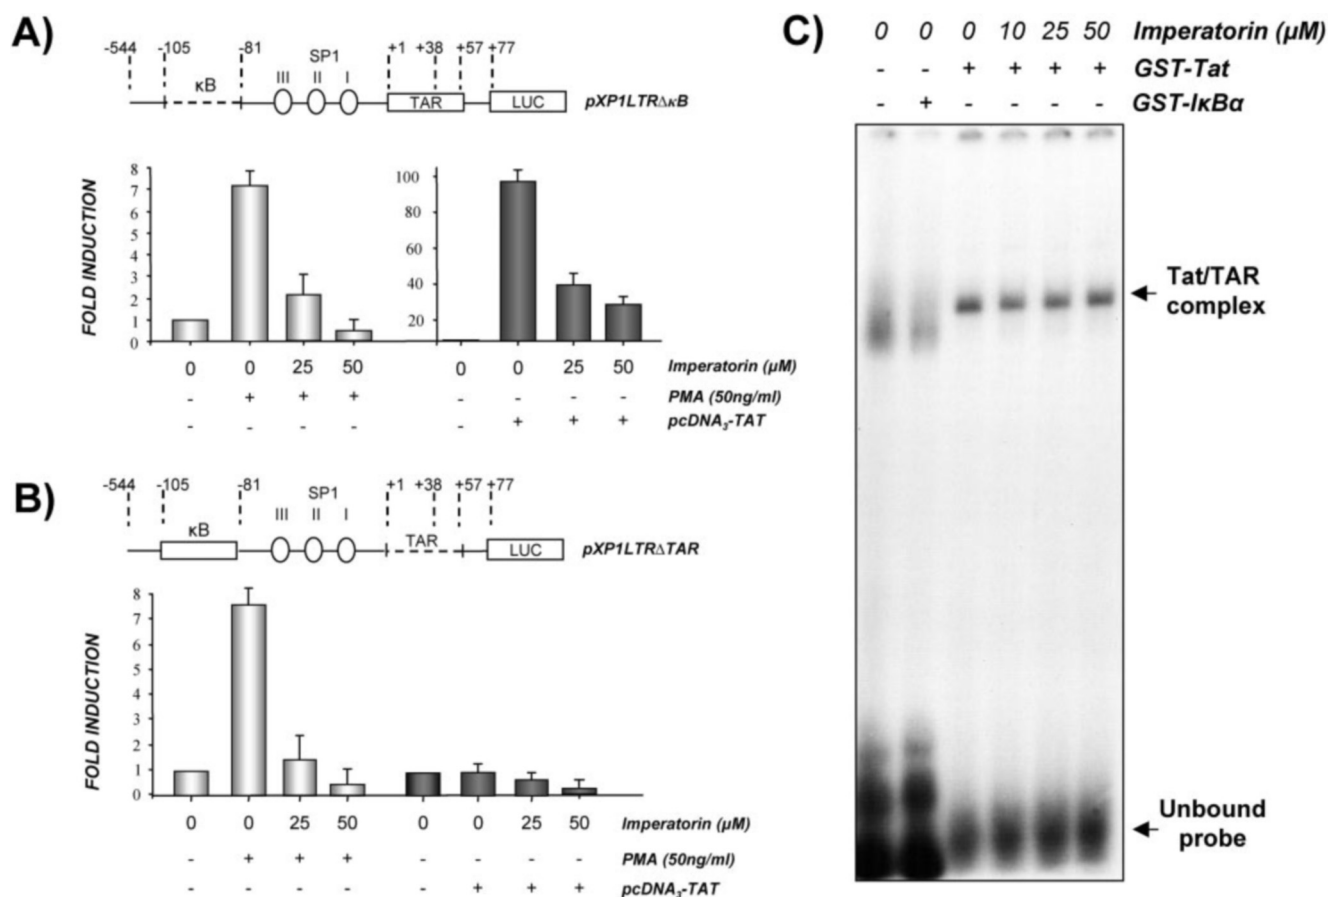 A)
-544 -105 -81 SP1 +1 +38 +57 +77
III II I
κB TAR LUC pXP1LTRΔκB
FOLD INDUCTION
8
7
6
5
4
3
2
1
0
100
80
60
40
20
0 0 25 50 0 0 25 50 Imperatorin (µM)
- + + + - - - - PMA (50ng/ml)
- - - - - + + + pcDNA3-TAT
B)
-544 -105 -81 SP1 +1 +38 +57 +77
III II I
κB TAR LUC pXP1LTRΔTAR
FOLD INDUCTION
8
7
6
5
4
3
2
1
0
0 0 25 50 0 0 25 50 Imperatorin (µM)
- + + + - - - - PMA (50ng/ml)
- - - - - + + + pcDNA3-TAT
C)
0 0 0 10 25 50 Imperatorin (µM)
- - + + + + GST-Tat
- + - - - - GST-IκBα
Tat/TAR
complex
Unbound
probe